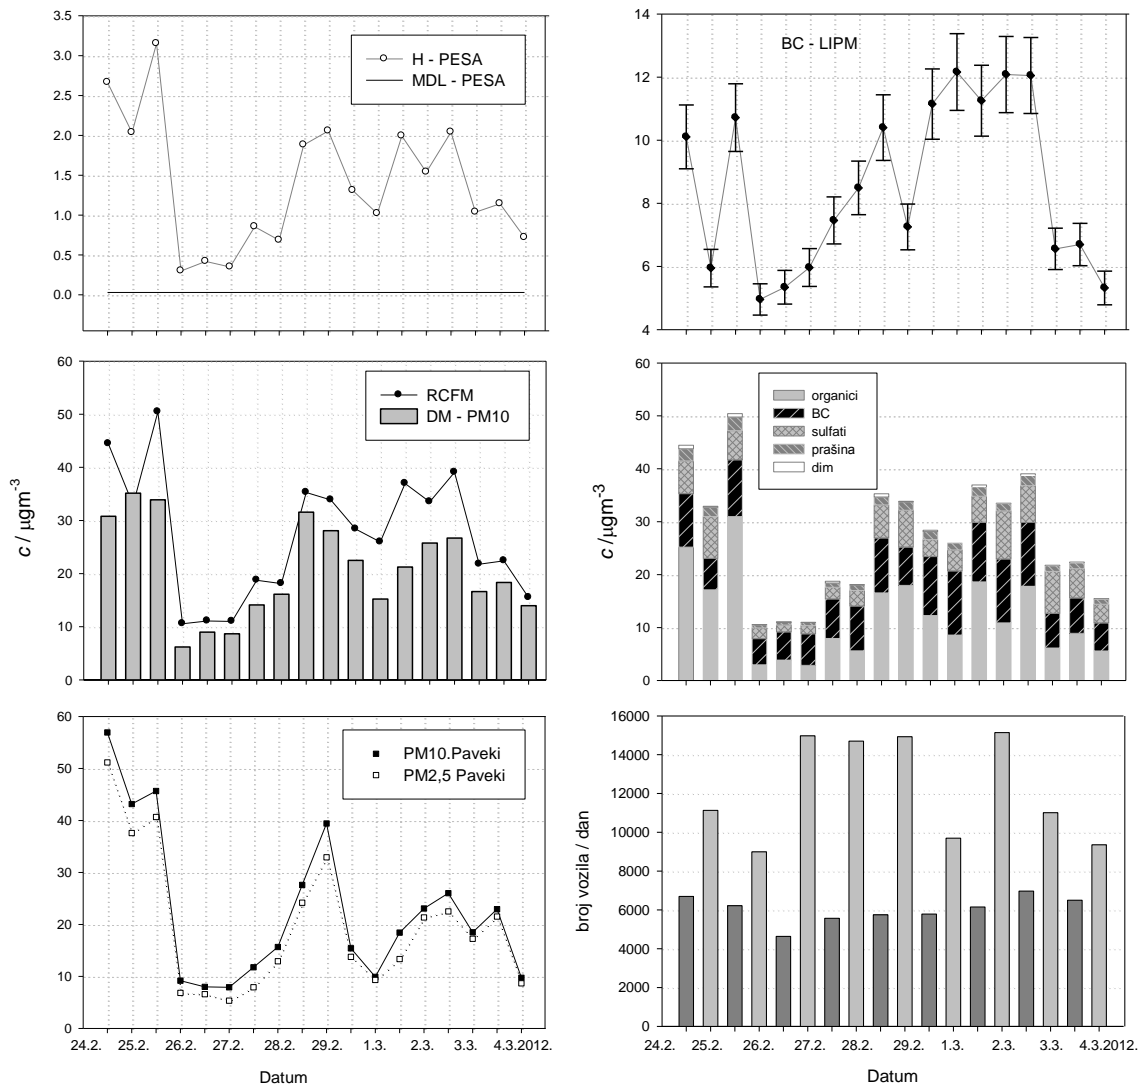 3.5
3.0
2.5
2.0
1.5
1.0
0.5
0.0
H - PESA
MDL - PESA
14
12
10
8
6
4
BC - LIPM
60
50
40
30
20
10
0
c / µgm-3
RCFM
DM - PM10
60
50
40
30
20
10
0
c /µgm-3
organici
BC
sulfati
prašina
dim
60
50
40
30
20
10
0
PM10.Paveki
PM2,5 Paveki
24.2. 25.2. 26.2. 27.2. 28.2. 29.2. 1.3. 2.3. 3.3. 4.3.2012.
Datum
16000
14000
12000
10000
8000
6000
4000
2000
0
broj vozila / dan
24.2. 25.2. 26.2. 27.2. 28.2. 29.2. 1.3. 2.3. 3.3. 4.3.2012.
Datum